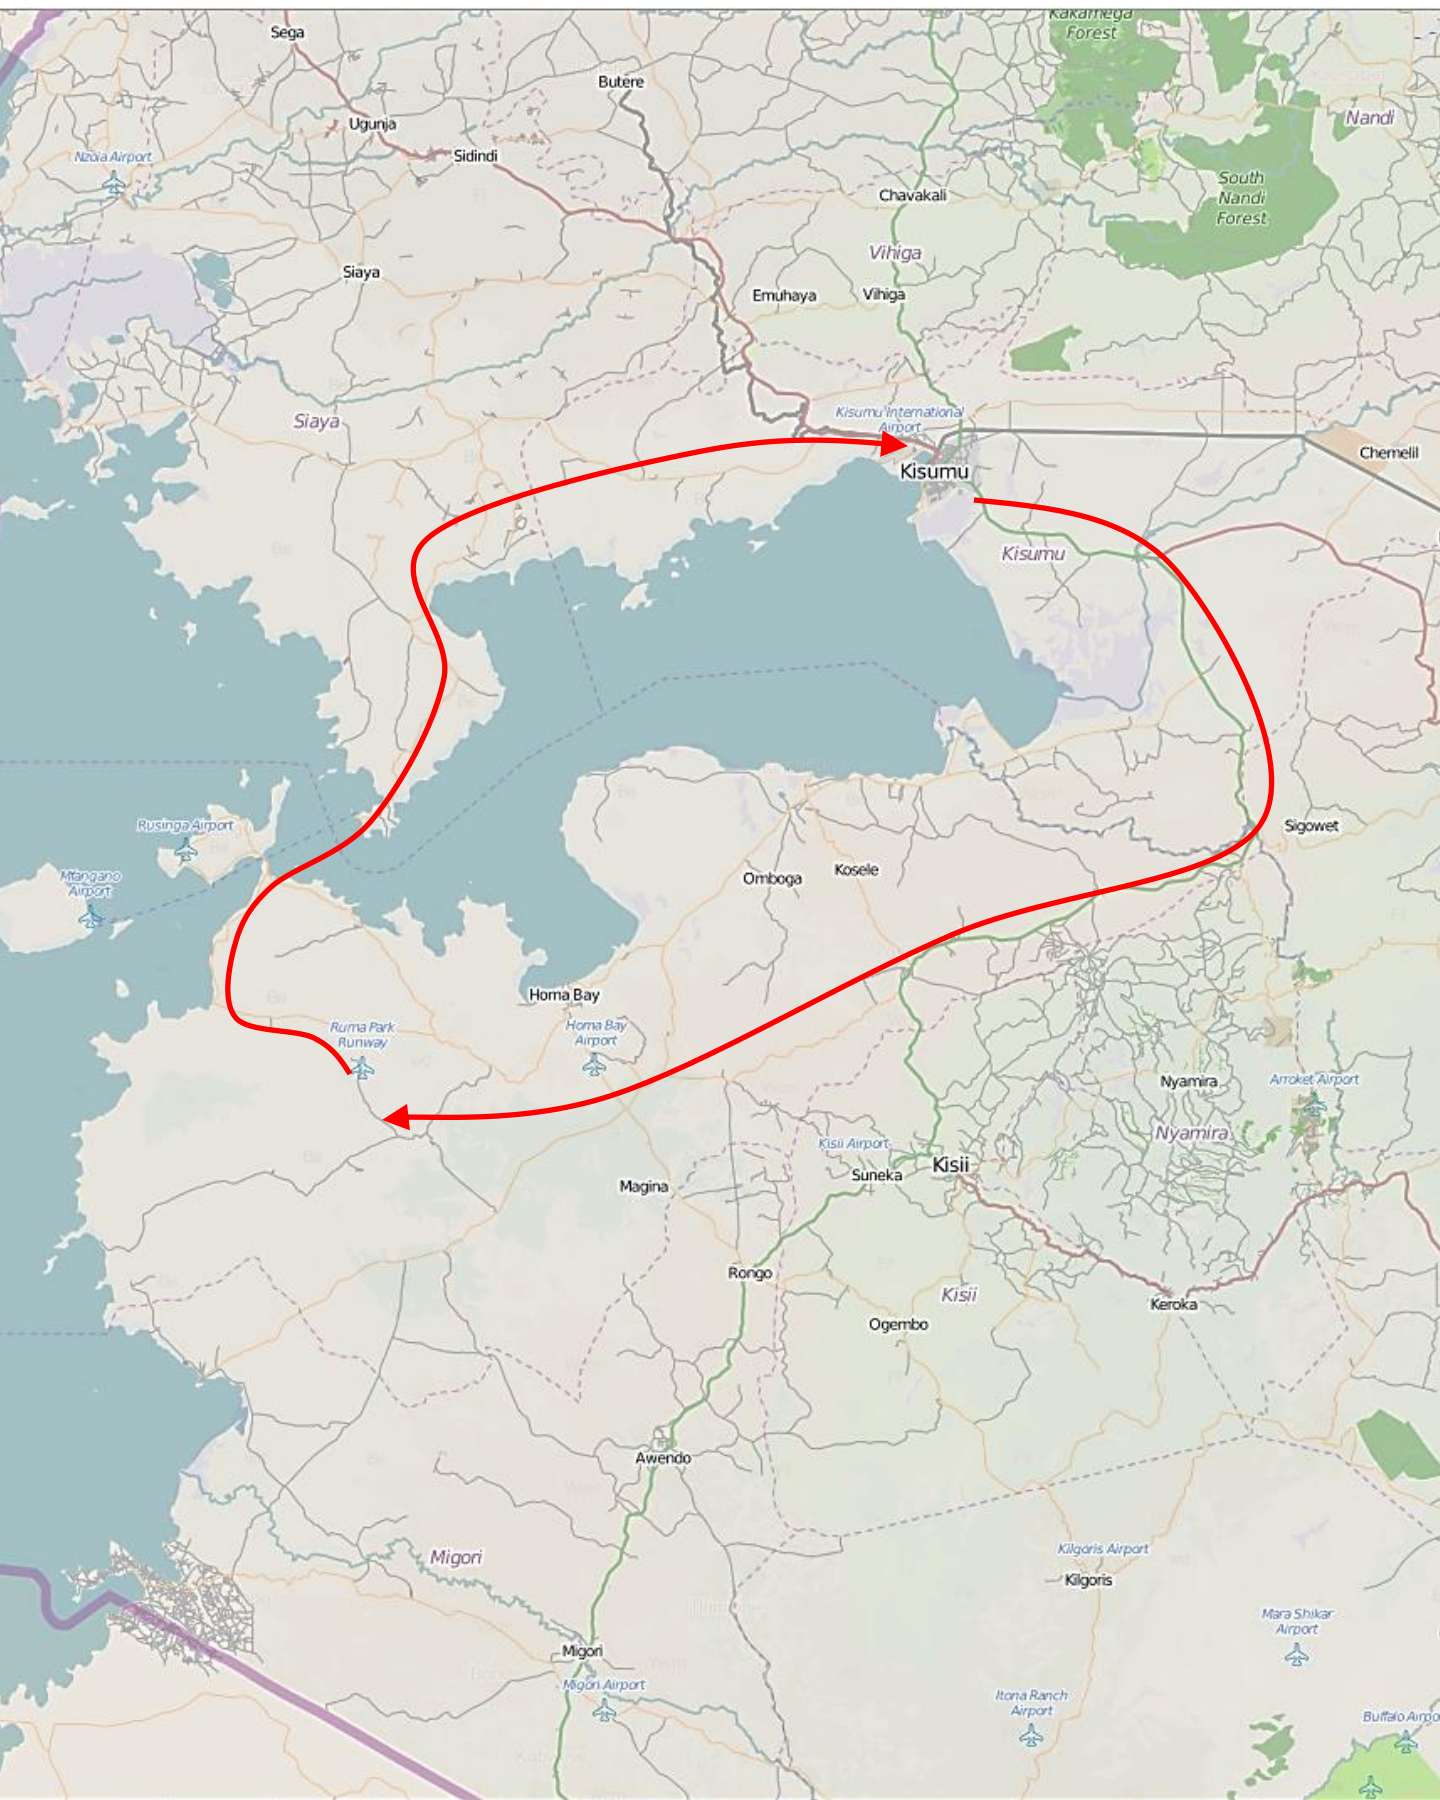 Sega
Kakamega
Forest
Butere
Nandi
Ugunja
Nzoia Airport
Sidindi
South
Nandi
Forest
Chavakali
Vihiga
Siaya
Emuhaya
Vihiga
Siaya
Kisumu International
Airport
Chemelil
Kisumu
Kisumu
Rusinga Airport
Sigowet
Mfangano
Airport
Omboga
Kosele
Homa Bay
Ruma Park
Runway
Homa Bay
Airport
Nyamira
Arroket Airport
Nyamira
Kisii Airport
Kisii
Suneka
Magina
Rongo
Kisii
Keroka
Ogembo
Awendo
Migori
Kilgoris Airport
Kilgoris
Mara Shikar
Airport
Migori
Migori Airport
Itona Ranch
Airport
Buffalo Airpo